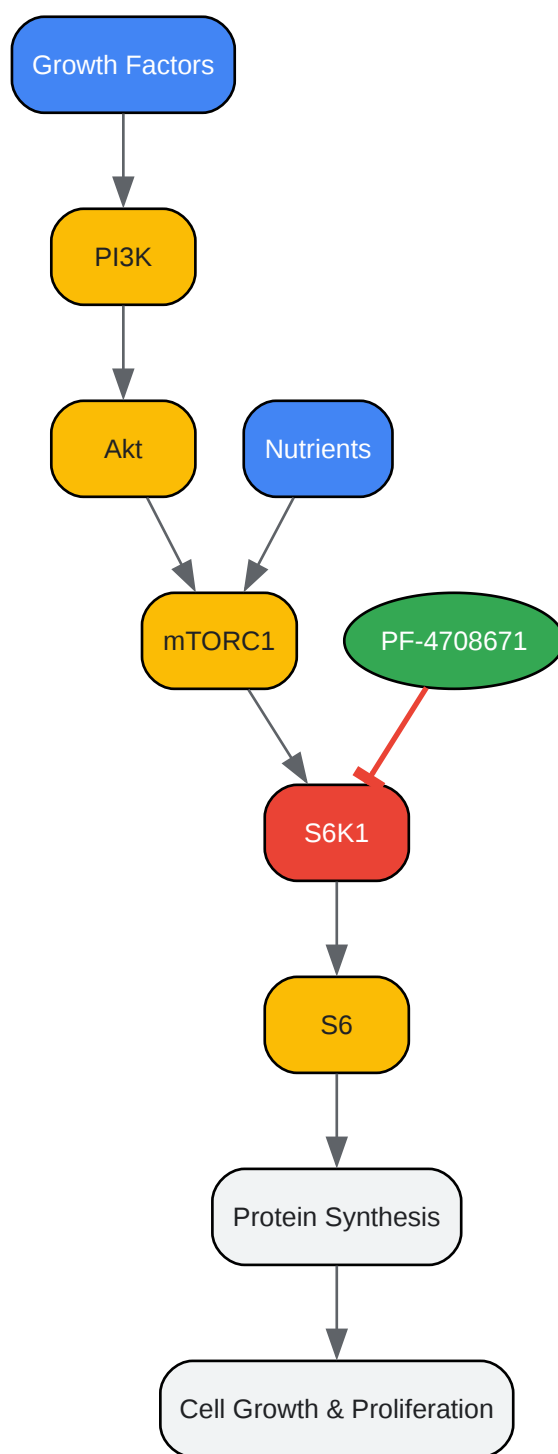 Growth Factors
PI3K
Akt
Nutrients
mTORC1
PF-4708671
S6K1
S6
Protein Synthesis
Cell Growth & Proliferation